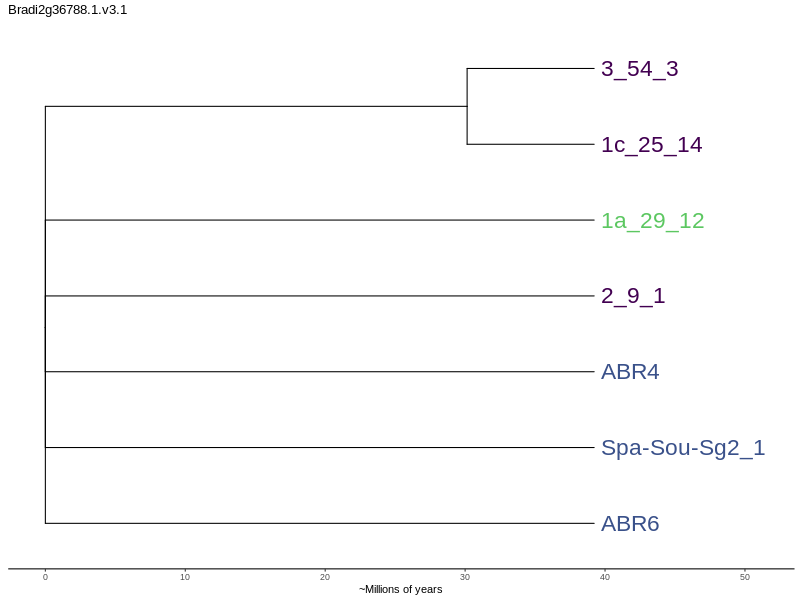 Bradi2g36788.1.v3.1
3_54_3
1c_25_14
1a_29_12
2_9_1
ABR4
Spa-Sou-Sg2_1
ABR6
0 10 20 30 40 50
~Millions of years